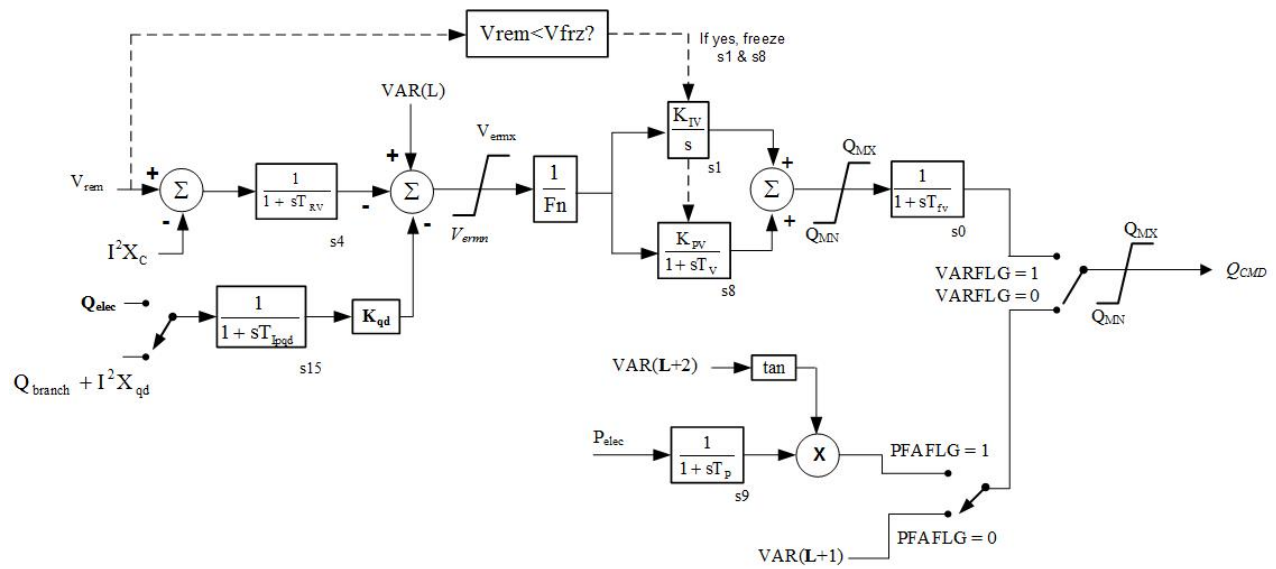 Vrem<Vfrz?
If yes, freeze
s1 & s8
VAR(L)
V_ermx
K_IV
s
s1
+
Q_MX
V_rem
+
Σ
-
1
1 + sT_RV
s4
+
-
Σ
-
V_ermn
1
Fn
+
Σ
+
Q_MN
1
1+sT_fv
s0
I²X_C
K_PV
1+sT_V
s8
VARFLG = 1
VARFLG = 0
Q_MX
Q_MN
Q_CMD
Q_elec
1
1 + sT_Ipqd
s15
K_qd
Q_branch + I²X_qd
VAR(L+2)
tan
P_elec
1
1 + sT_P
s9
X
PFAFLG = 1
PFAFLG = 0
VAR(L+1)